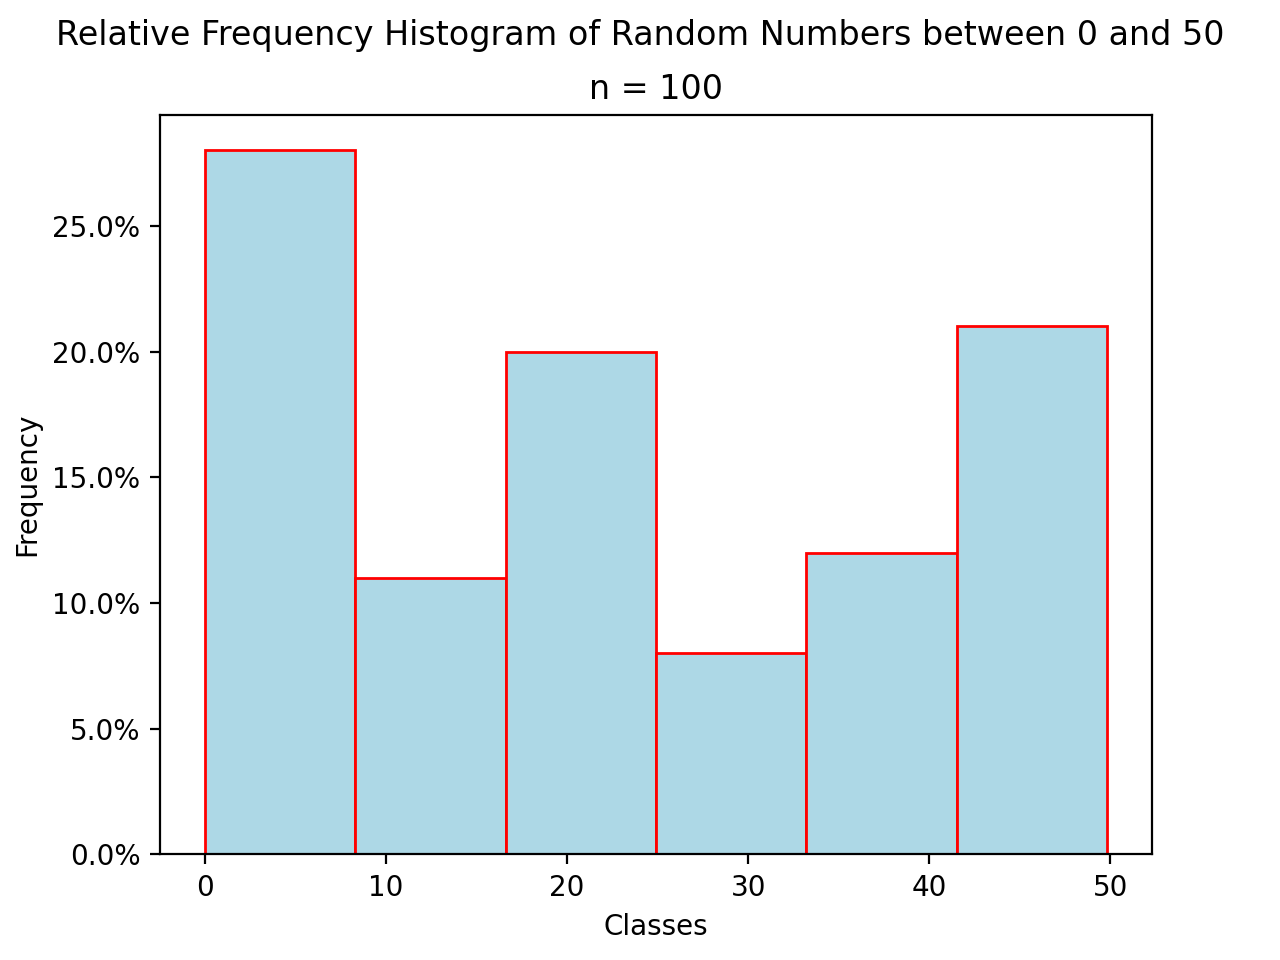 Relative Frequency Histogram of Random Numbers between 0 and 50
n = 100
25.0%
20.0%
15.0%
10.0%
5.0%
0.0%
Frequency
0 10 20 30 40 50
Classes